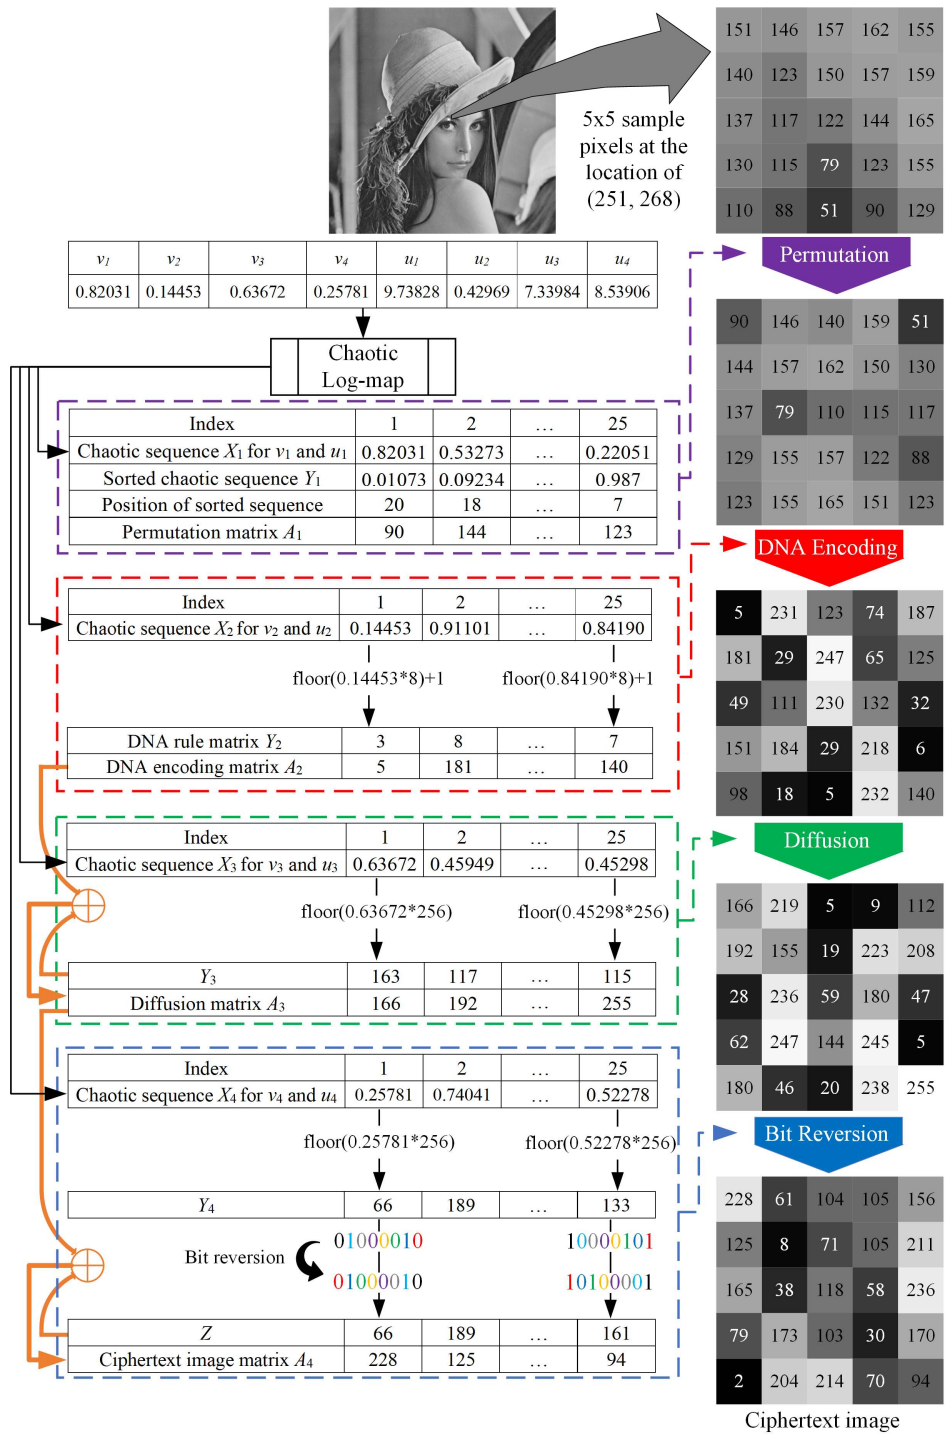 151 146 157 162 155
140 123 150 157 159
137 117 122 144 165
130 115 79 123 155
110 88 51 90 129
5x5 sample
pixels at the
location of
(251, 268)
v1 v2 v3 v4 u1 u2 u3 u4
0.82031 0.14453 0.63672 0.25781 9.73828 0.42969 7.33984 8.53906
Permutation
Chaotic
Log-map
90 146 140 159 51
144 157 162 150 130
137 79 110 115 117
129 155 157 122 88
123 155 165 151 123
Index 1 2 … 25
Chaotic sequence X1 for v1 and u1 0.82031 0.53273 … 0.22051
Sorted chaotic sequence Y1 0.01073 0.09234 … 0.987
Position of sorted sequence 20 18 … 7
Permutation matrix A1 90 144 … 123
DNA Encoding
5 231 123 74 187
181 29 247 65 125
49 111 230 132 32
151 184 29 218 6
98 18 5 232 140
Index 1 2 … 25
Chaotic sequence X2 for v2 and u2 0.14453 0.91101 … 0.84190
floor(0.14453*8)+1 floor(0.84190*8)+1
DNA rule matrix Y2 3 8 … 7
DNA encoding matrix A2 5 181 … 140
Diffusion
166 219 5 9 112
192 155 19 223 208
28 236 59 180 47
62 247 144 245 5
180 46 20 238 255
Index 1 2 … 25
Chaotic sequence X3 for v3 and u3 0.63672 0.45949 … 0.45298
floor(0.63672*256) floor(0.45298*256)
Y3 163 117 … 115
Diffusion matrix A3 166 192 … 255
Bit Reversion
228 61 104 105 156
125 8 71 105 211
165 38 118 58 236
79 173 103 30 170
2 204 214 70 94
Ciphertext image
Index 1 2 … 25
Chaotic sequence X4 for v4 and u4 0.25781 0.74041 … 0.52278
floor(0.25781*256) floor(0.52278*256)
Y4 66 189 … 133
01000010 10000101
Bit reversion
01000010 10100001
Z 66 189 … 161
Ciphertext image matrix A4 228 125 … 94